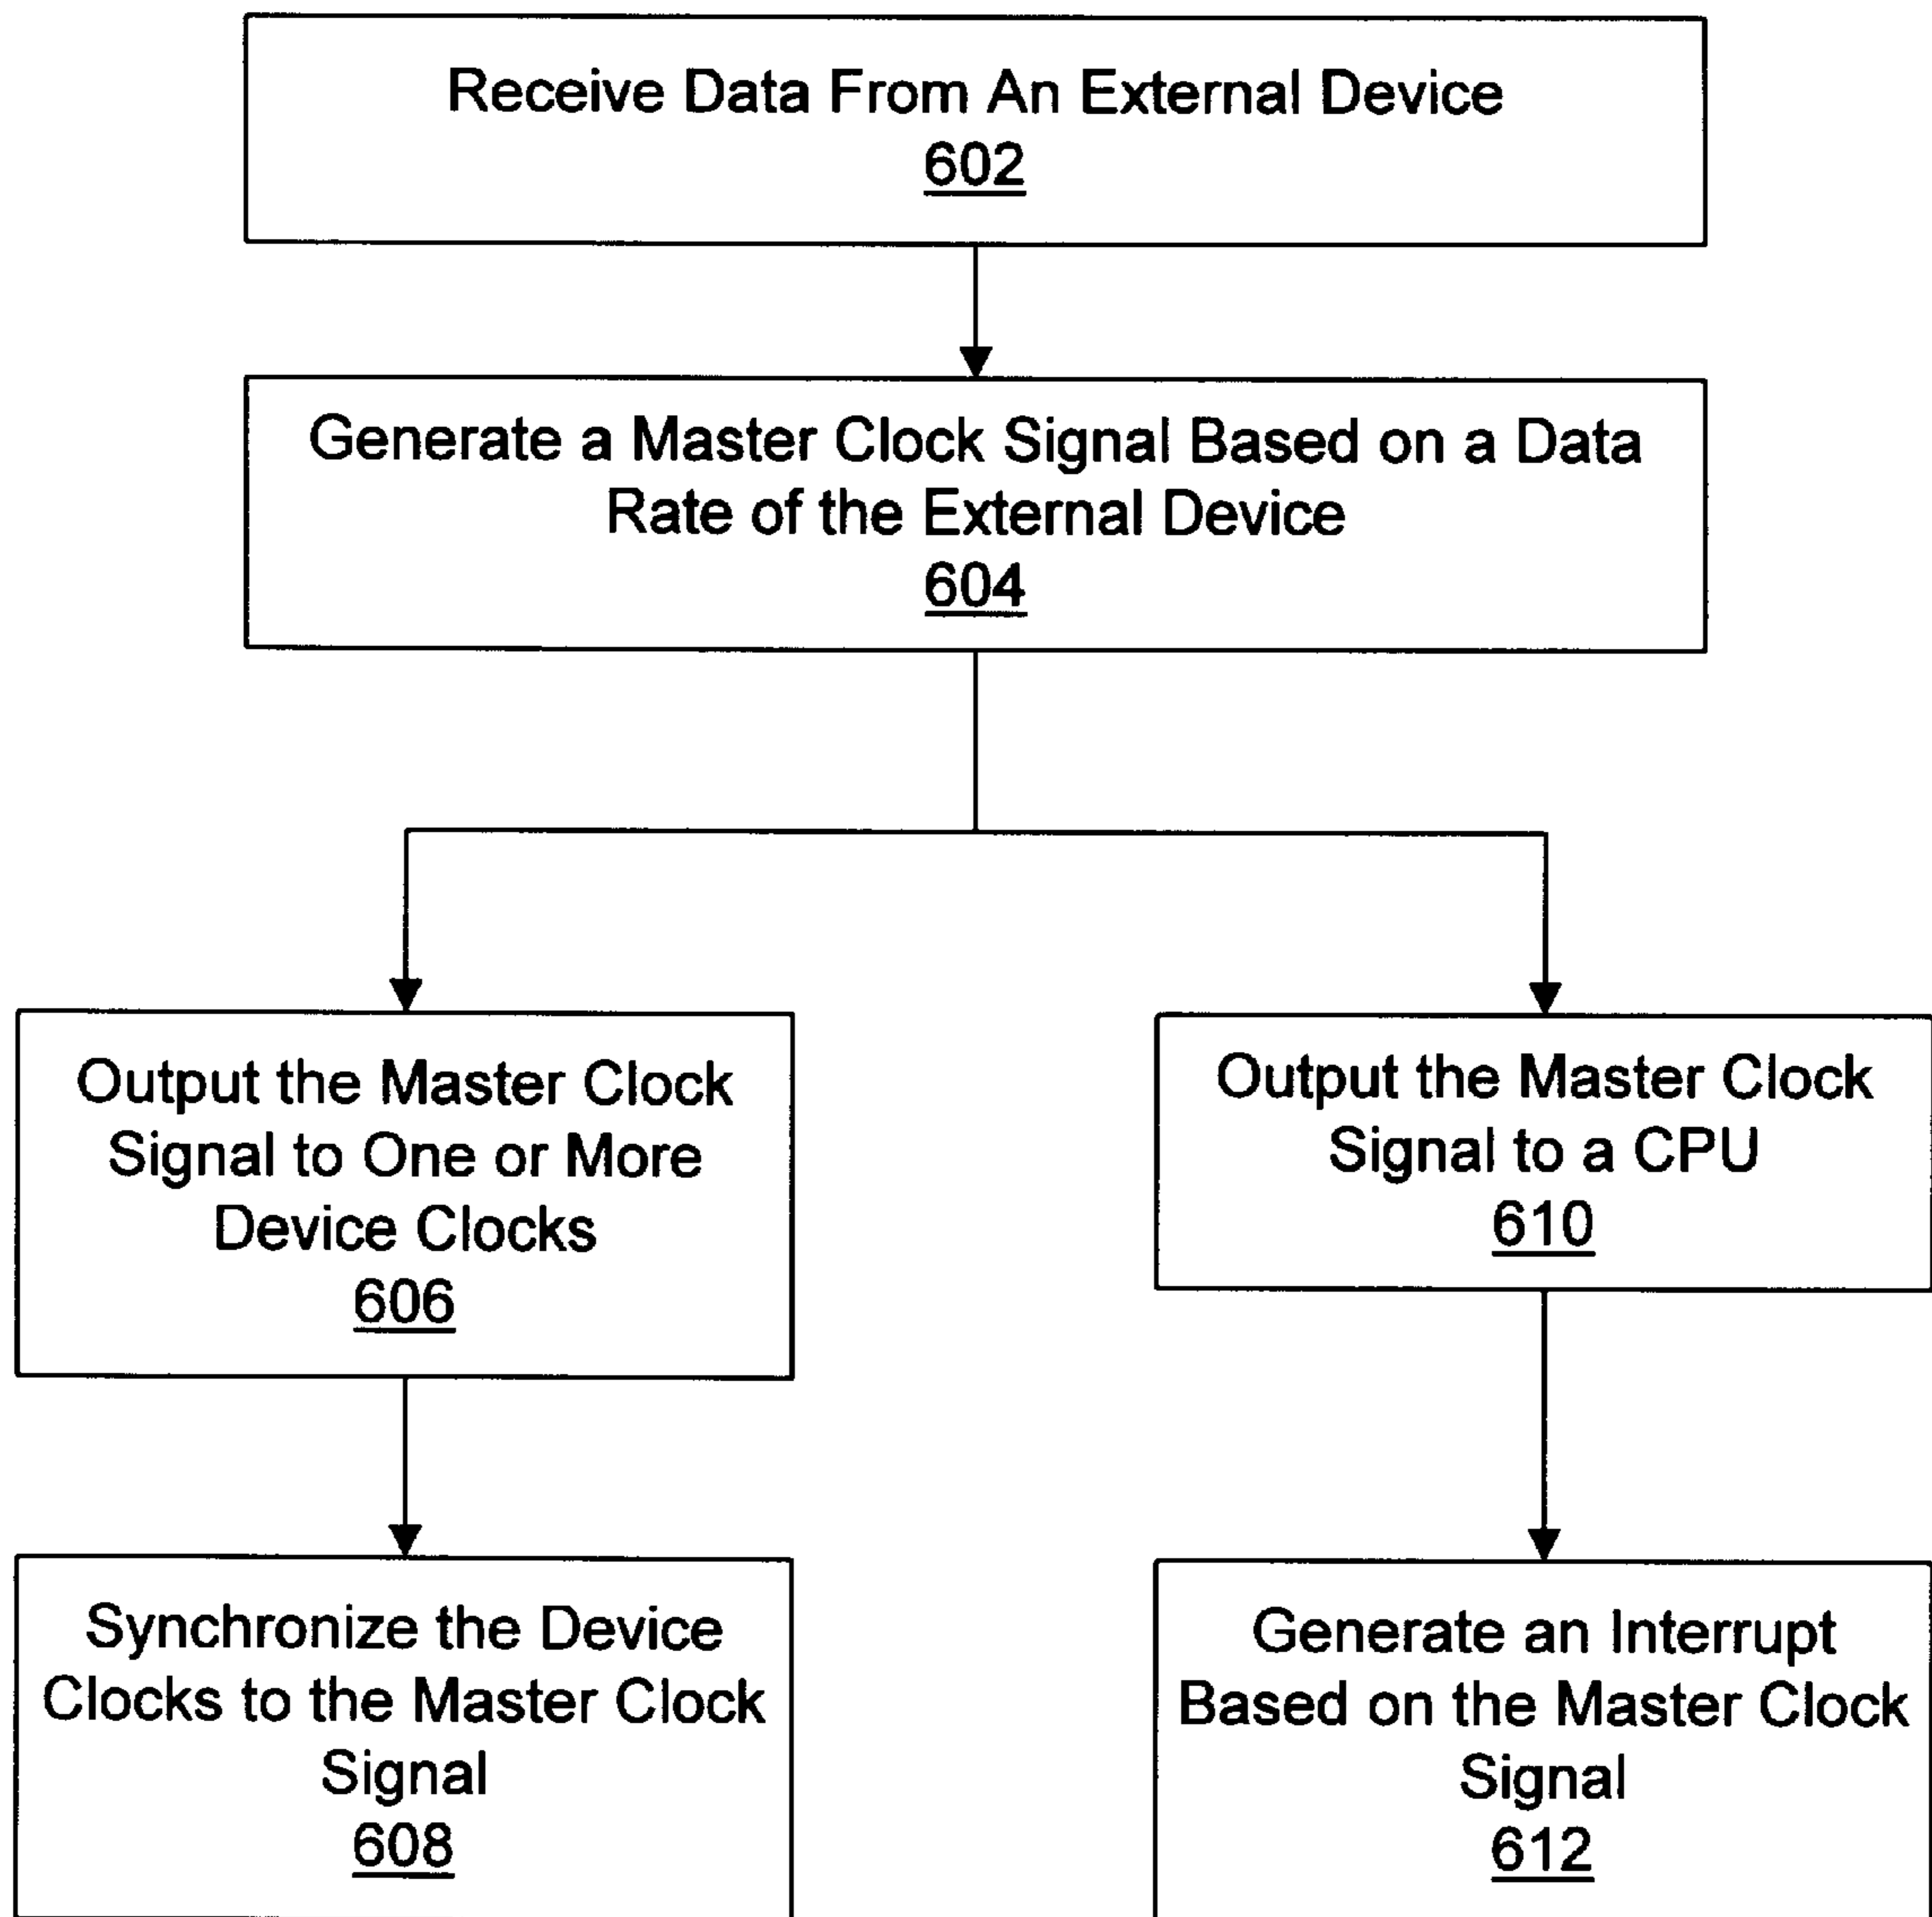 Receive Data From An External Device
602
Generate a Master Clock Signal Based on a Data
Rate of the External Device
604
Output the Master Clock
Signal to One or More
Device Clocks
606
Output the Master Clock
Signal to a CPU
610
Synchronize the Device
Clocks to the Master Clock
Signal
608
Generate an Interrupt
Based on the Master Clock
Signal
612